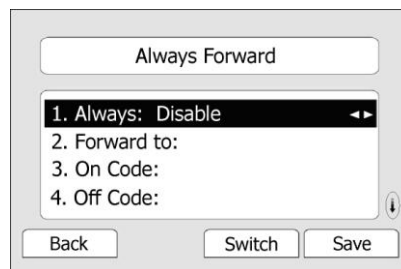 Always Forward
1. Always: Disable
2. Forward to:
3. On Code:
4. Off Code:
Back Switch Save